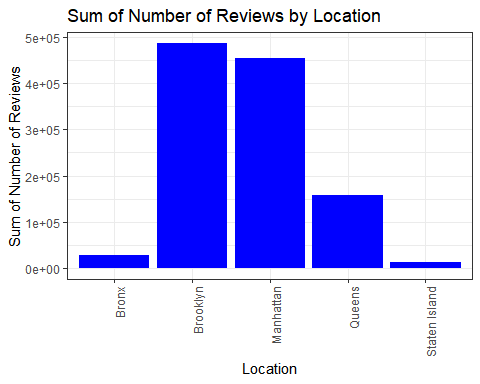 Sum of Number of Reviews by Location
Sum of Number of Reviews
5e+05
4e+05
3e+05
2e+05
1e+05
0e+00
Bronx
Brooklyn
Manhattan
Queens
Staten Island
Location